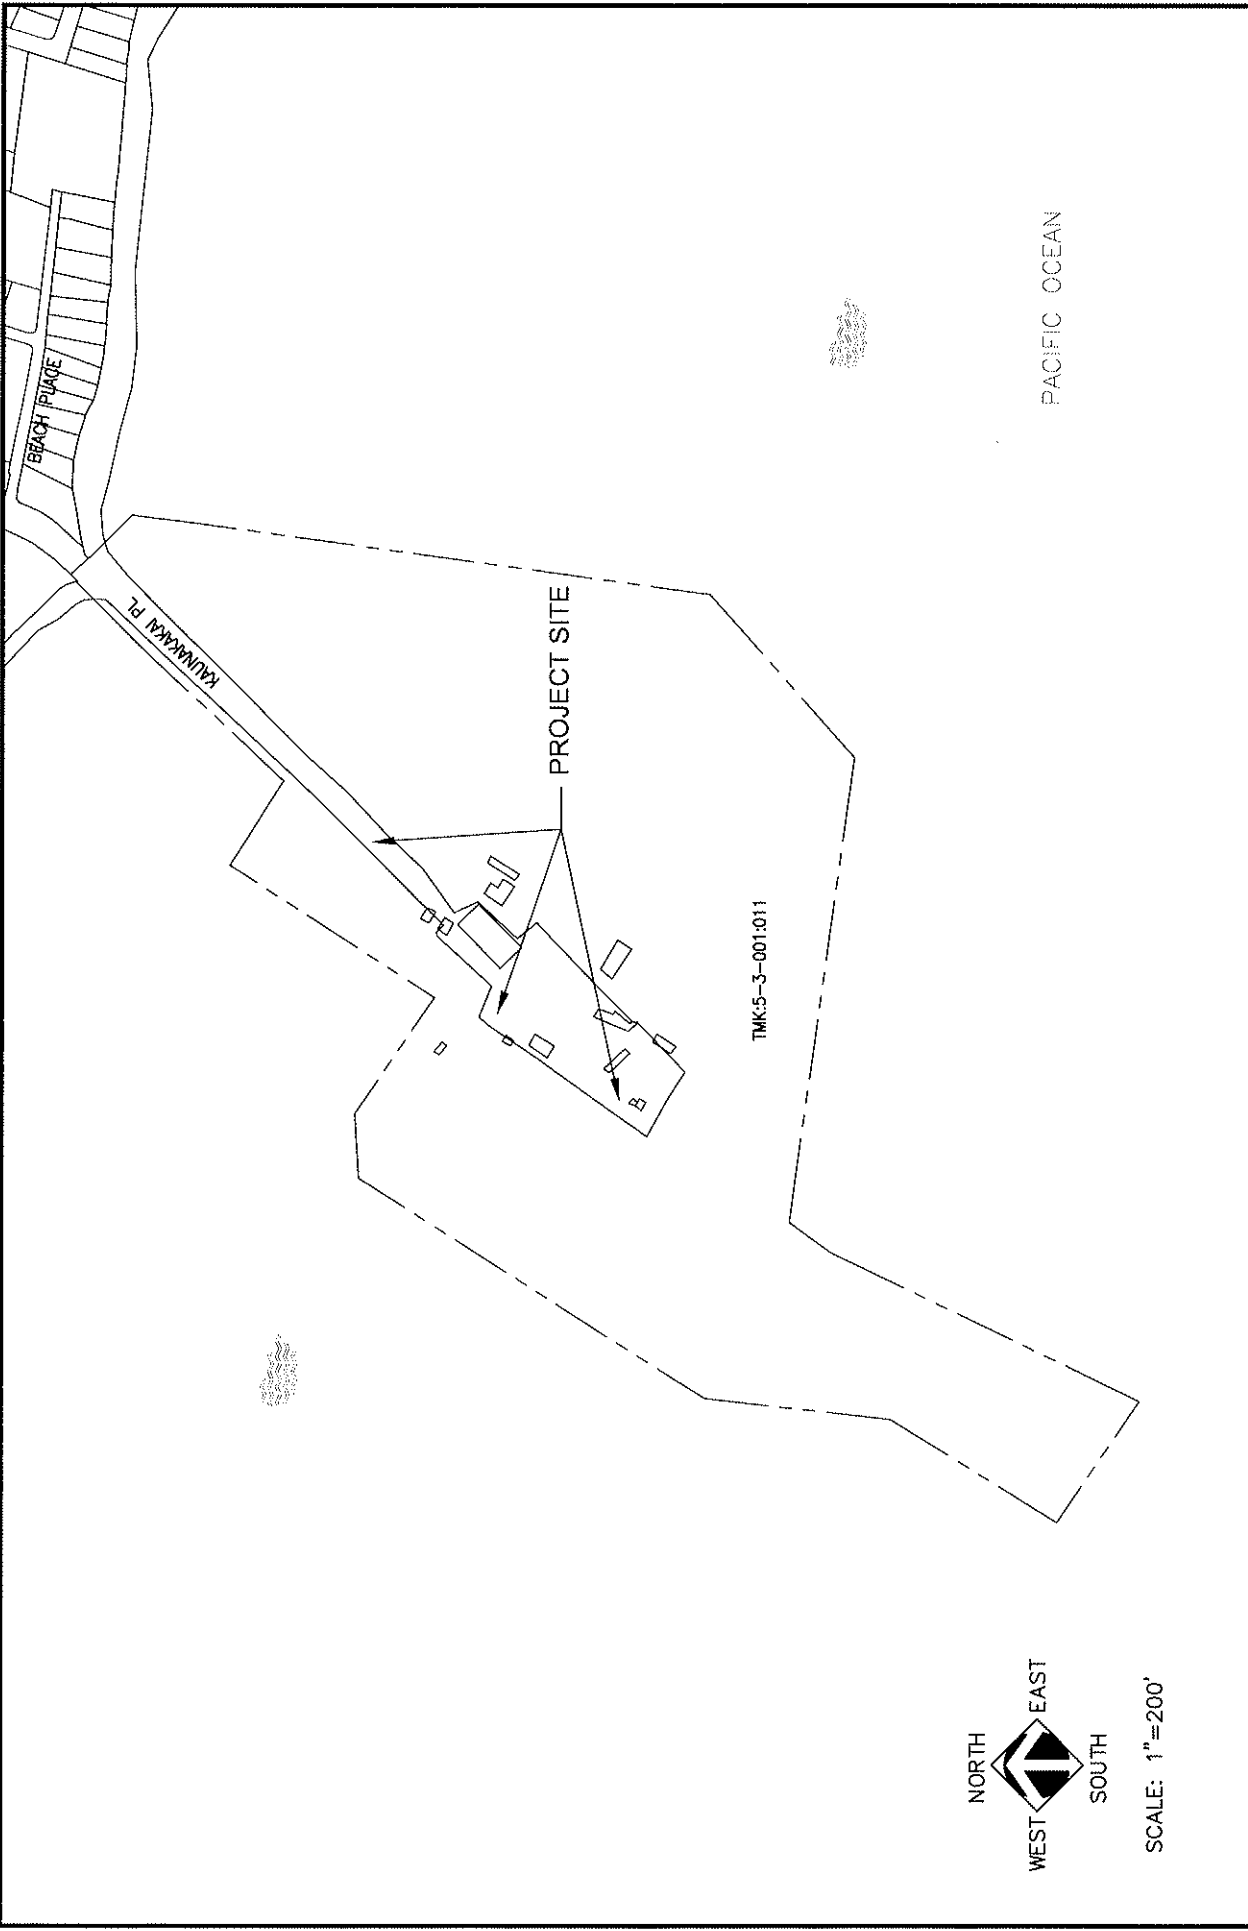 BEACH PLACE
KAUNAKAKAI PL
PROJECT SITE
PACIFIC OCEAN
TMK:5-3-001:011
NORTH
WEST
EAST
SOUTH
SCALE: 1"=200'